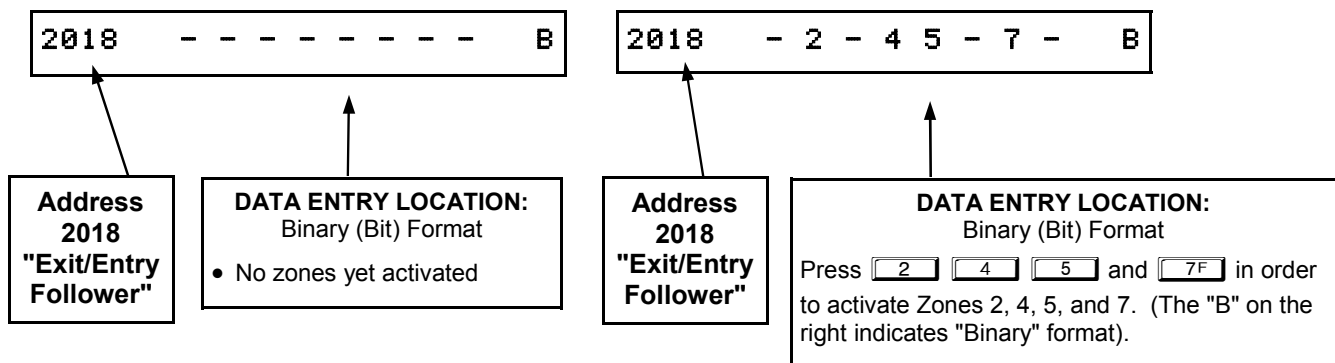 2018 - - - - - - - - B
Address
2018
"Exit/Entry
Follower"
DATA ENTRY LOCATION:
Binary (Bit) Format
• No zones yet activated
2018 - 2 - 4 5 - 7 - B
Address
2018
"Exit/Entry
Follower"
DATA ENTRY LOCATION:
Binary (Bit) Format
Press 2 4 5 and 7F in order
to activate Zones 2, 4, 5, and 7. (The "B" on the
right indicates "Binary" format).